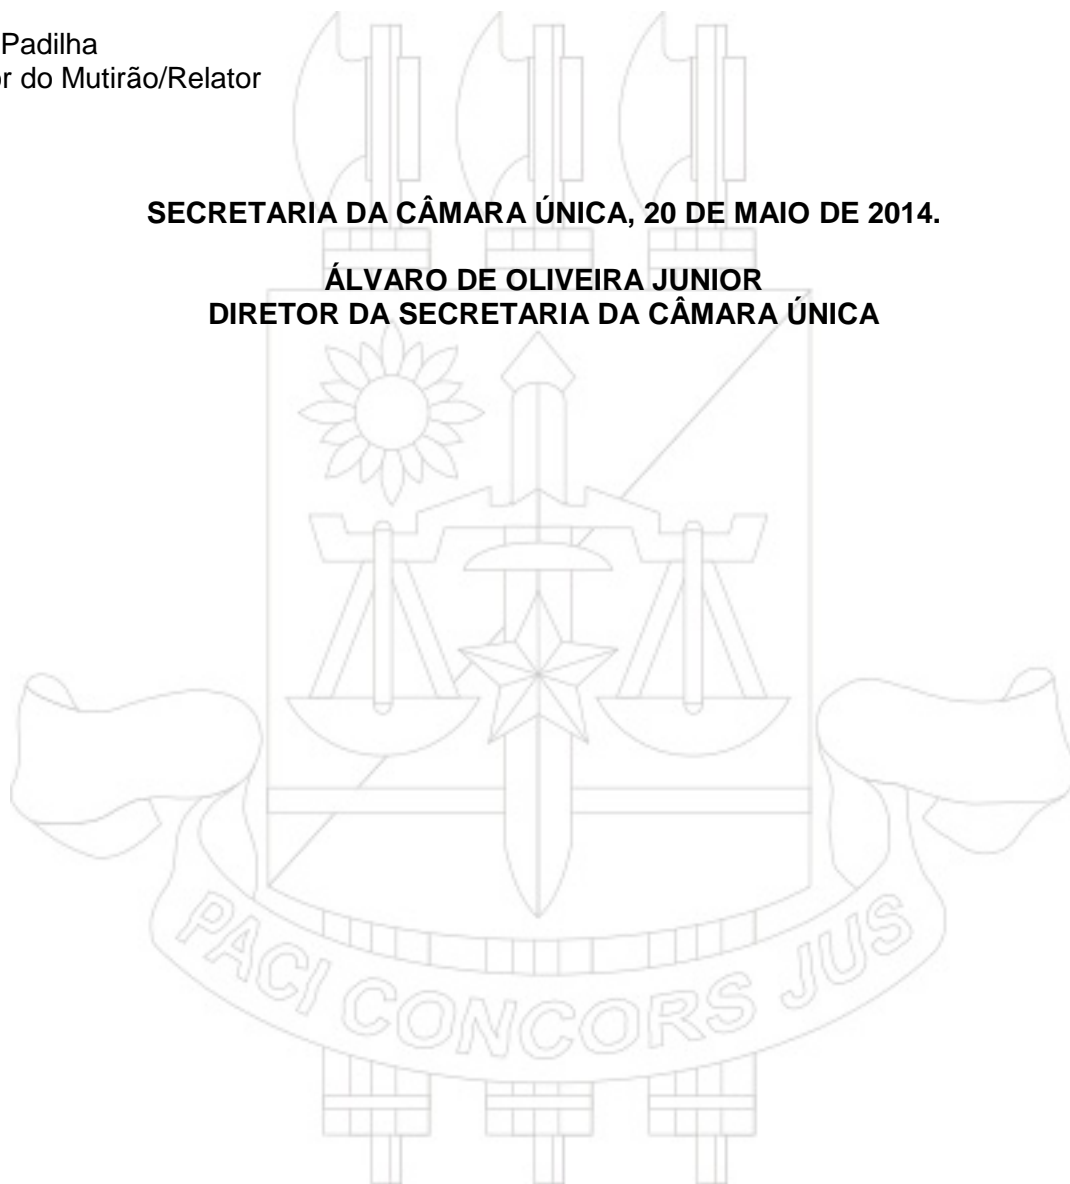 Padilha
r do Mutirão/Relator
SECRETARIA DA CÂMARA ÚNICA, 20 DE MAIO DE 2014.
ÁLVARO DE OLIVEIRA JUNIOR
DIRETOR DA SECRETARIA DA CÂMARA ÚNICA
PACI CONCORS JUS